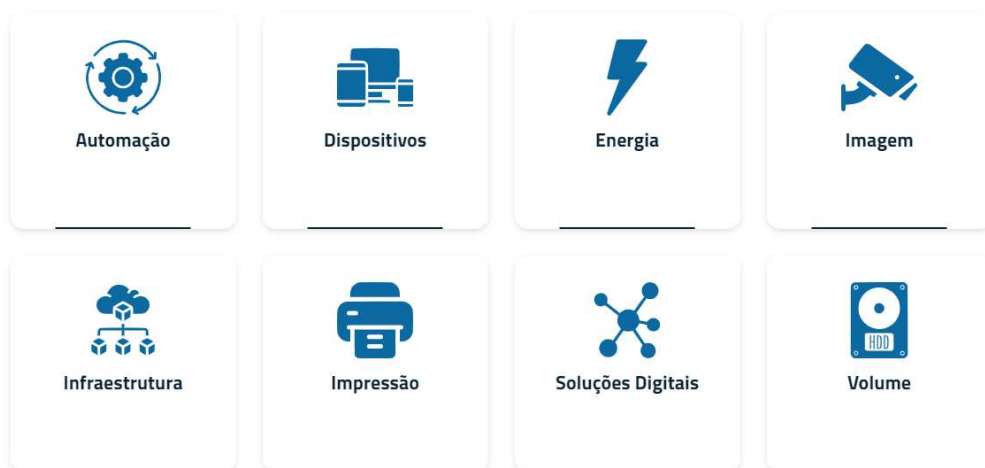 Automação
Dispositivos
Energia
Imagem
Infraestrutura
Impressão
Soluções Digitais
HDD
Volume